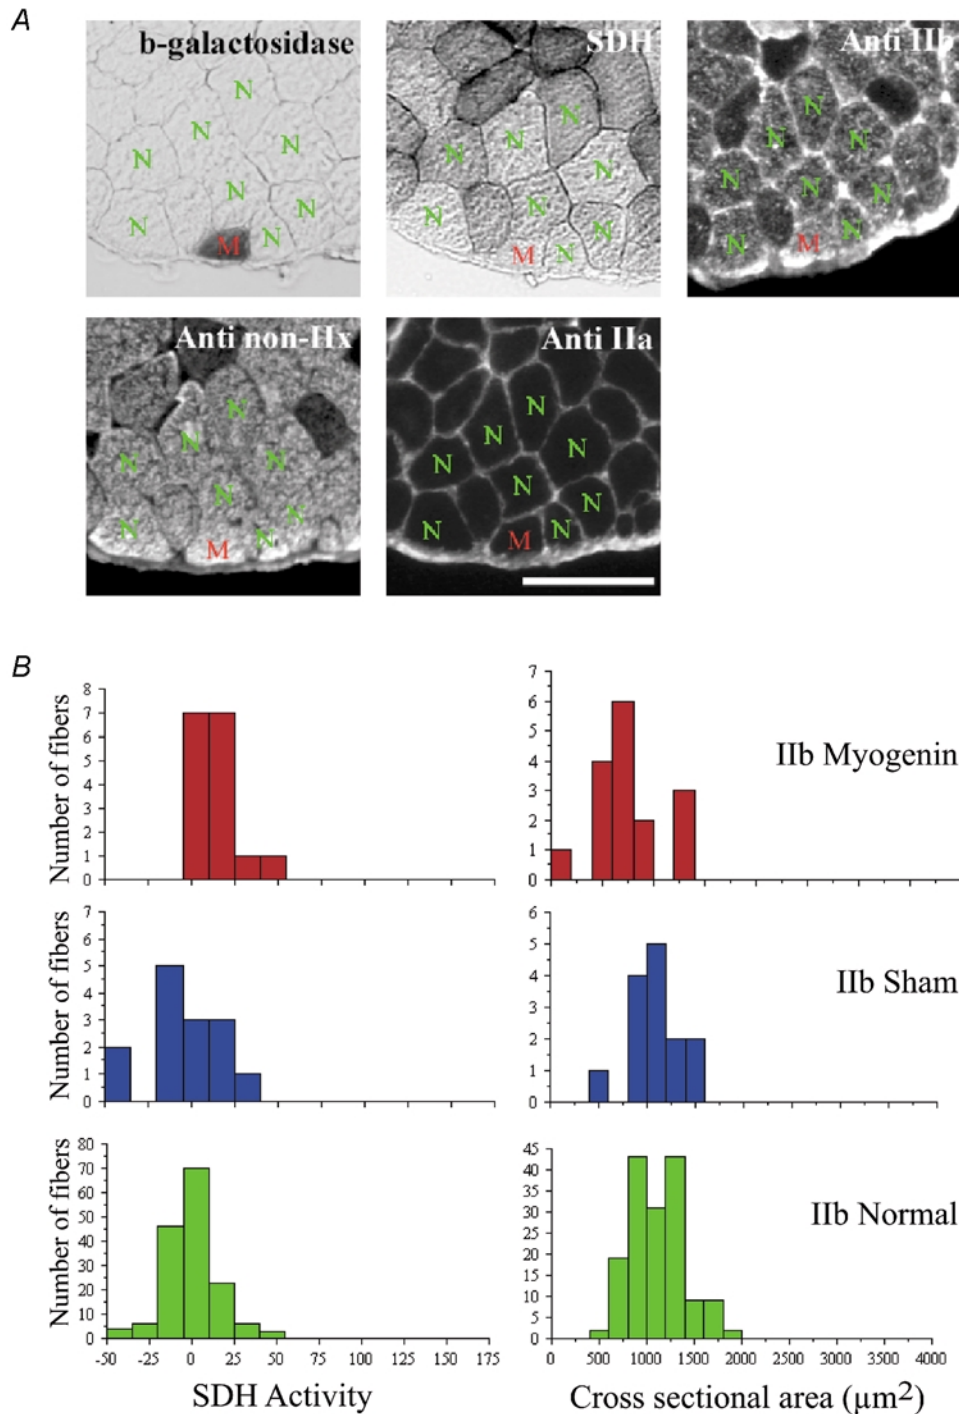 A
b-galactosidase
SDH
Anti IIb
N
N
N
N
N
N
N
N
M
N
N
N
N
N
N
N
M
N
N
N
N
N
N
N
N
M
N
Anti non-IIx
Anti IIa
N
N
N
N
N
N
N
N
M
N
N
N
N
N
N
N
M
N
B
Number of fibers
8
7
6
5
4
3
2
1
0
7
6
5
4
3
2
1
0
IIb Myogenin
Number of fibers
7
6
5
4
3
2
1
0
6
5
4
3
2
1
0
IIb Sham
Number of fibers
80
70
60
50
40
30
20
10
0
45
40
35
30
25
20
15
10
5
0
IIb Normal
-50 -25 0 25 50 75 100 125 150 175
0 500 1000 1500 2000 2500 3000 3500 4000
SDH Activity
Cross sectional area (µm2)